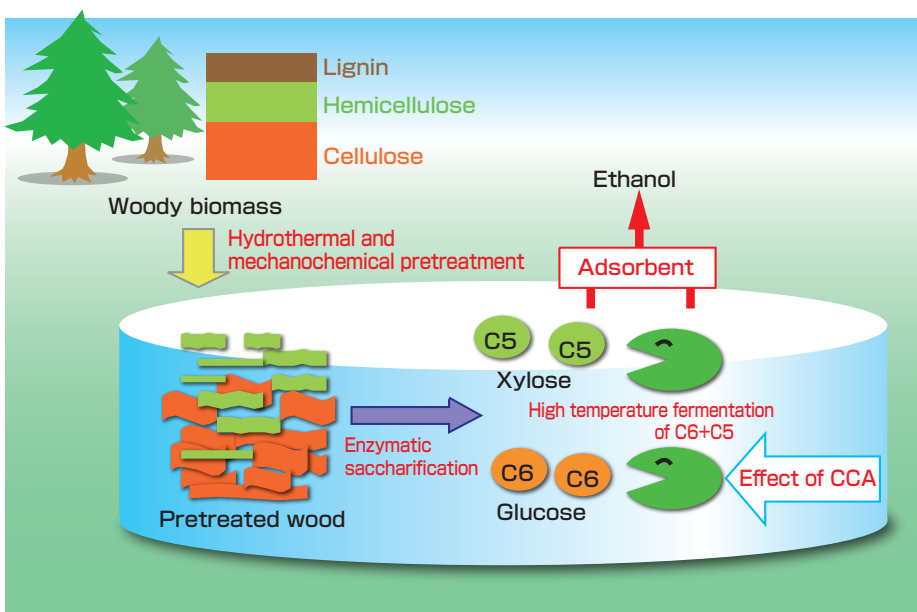 Lignin
Hemicellulose
Cellulose
Woody biomass
Hydrothermal and
mechanochemical pretreatment
Ethanol
Adsorbent
C5
C5
Xylose
High temperature fermentation
of C6+C5
Enzymatic
saccharification
C6
C6
Glucose
Effect of CCA
Pretreated wood